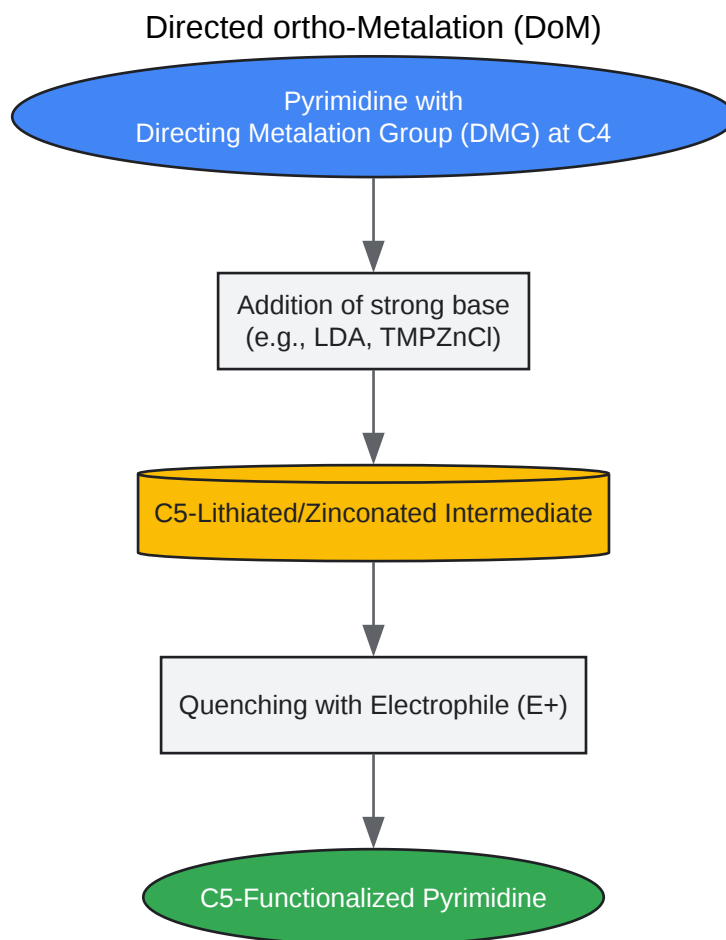 Directed ortho-Metalation (DoM)
Pyrimidine with
Directing Metalation Group (DMG) at C4
Addition of strong base
(e.g., LDA, TMPZnCl)
C5-Lithiated/Zinconated Intermediate
Quenching with Electrophile (E+)
C5-Functionalized Pyrimidine